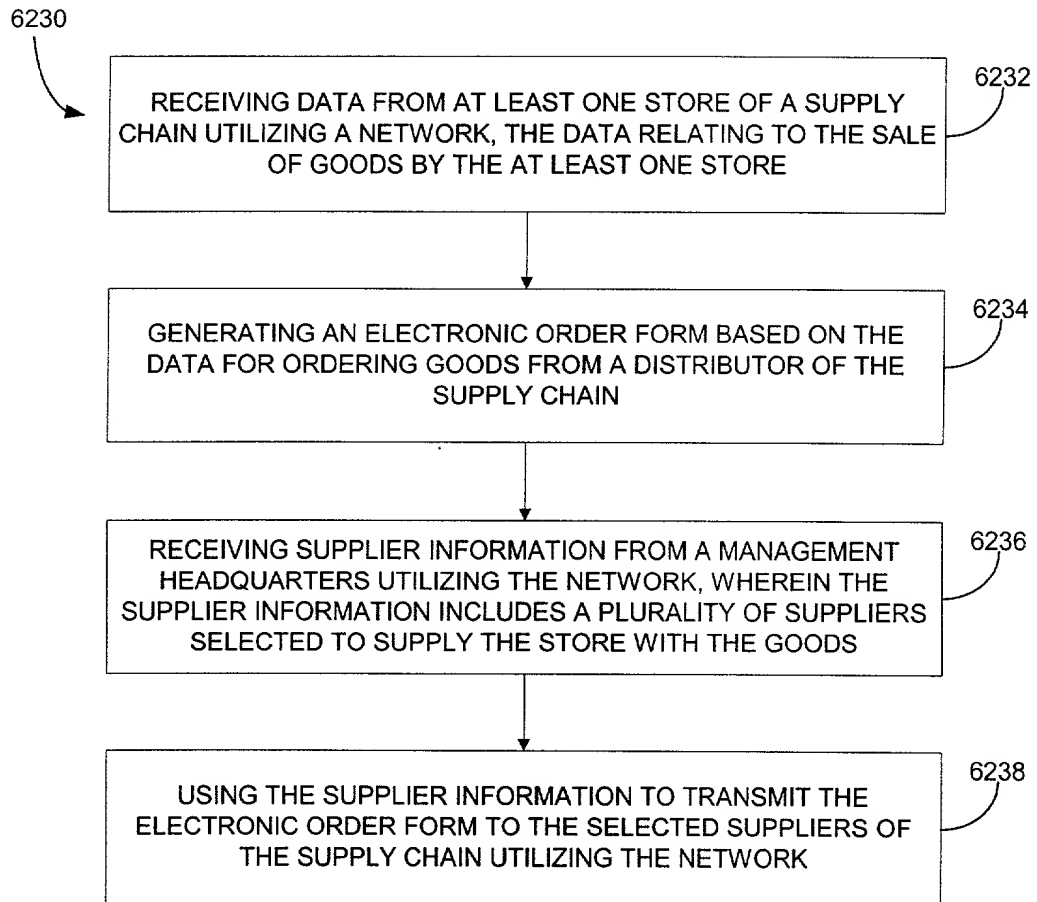 6230
6232
RECEIVING DATA FROM AT LEAST ONE STORE OF A SUPPLY
CHAIN UTILIZING A NETWORK, THE DATA RELATING TO THE SALE
OF GOODS BY THE AT LEAST ONE STORE
6234
GENERATING AN ELECTRONIC ORDER FORM BASED ON THE
DATA FOR ORDERING GOODS FROM A DISTRIBUTOR OF THE
SUPPLY CHAIN
6236
RECEIVING SUPPLIER INFORMATION FROM A MANAGEMENT
HEADQUARTERS UTILIZING THE NETWORK, WHEREIN THE
SUPPLIER INFORMATION INCLUDES A PLURALITY OF SUPPLIERS
SELECTED TO SUPPLY THE STORE WITH THE GOODS
6238
USING THE SUPPLIER INFORMATION TO TRANSMIT THE
ELECTRONIC ORDER FORM TO THE SELECTED SUPPLIERS OF
THE SUPPLY CHAIN UTILIZING THE NETWORK